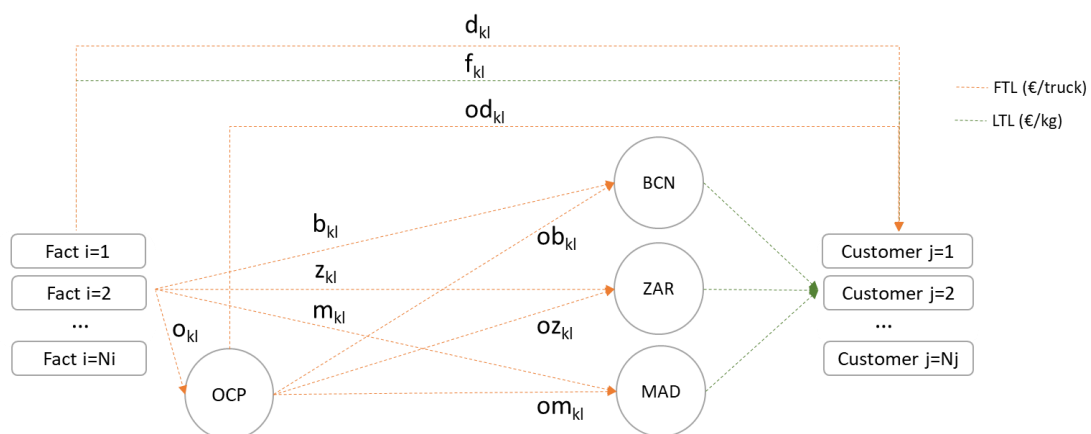 d_kl
f_kl
FTL (€/truck)
od_kl
LTL (€/kg)
BCN
b_kl
ob_kl
Fact i=1
Customer j=1
z_kl
Fact i=2
ZAR
Customer j=2
m_kl
...
...
o_kl
oz_kl
Fact i=Ni
Customer j=Nj
OCP
MAD
om_kl